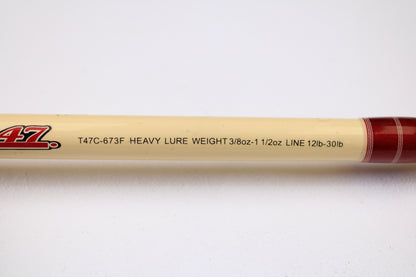 47.
T47C-673F HEAVY LURE WEIGHT 3/8oz-1 1/2oz LINE 12lb-30lb